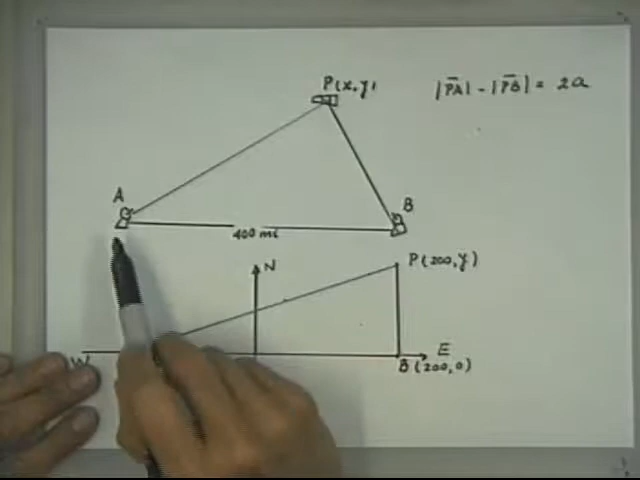 P(x,y)
|PA| - |PB| = 2a
A
B
400 mi
N
P(200,y)
W
E
B(200,0)